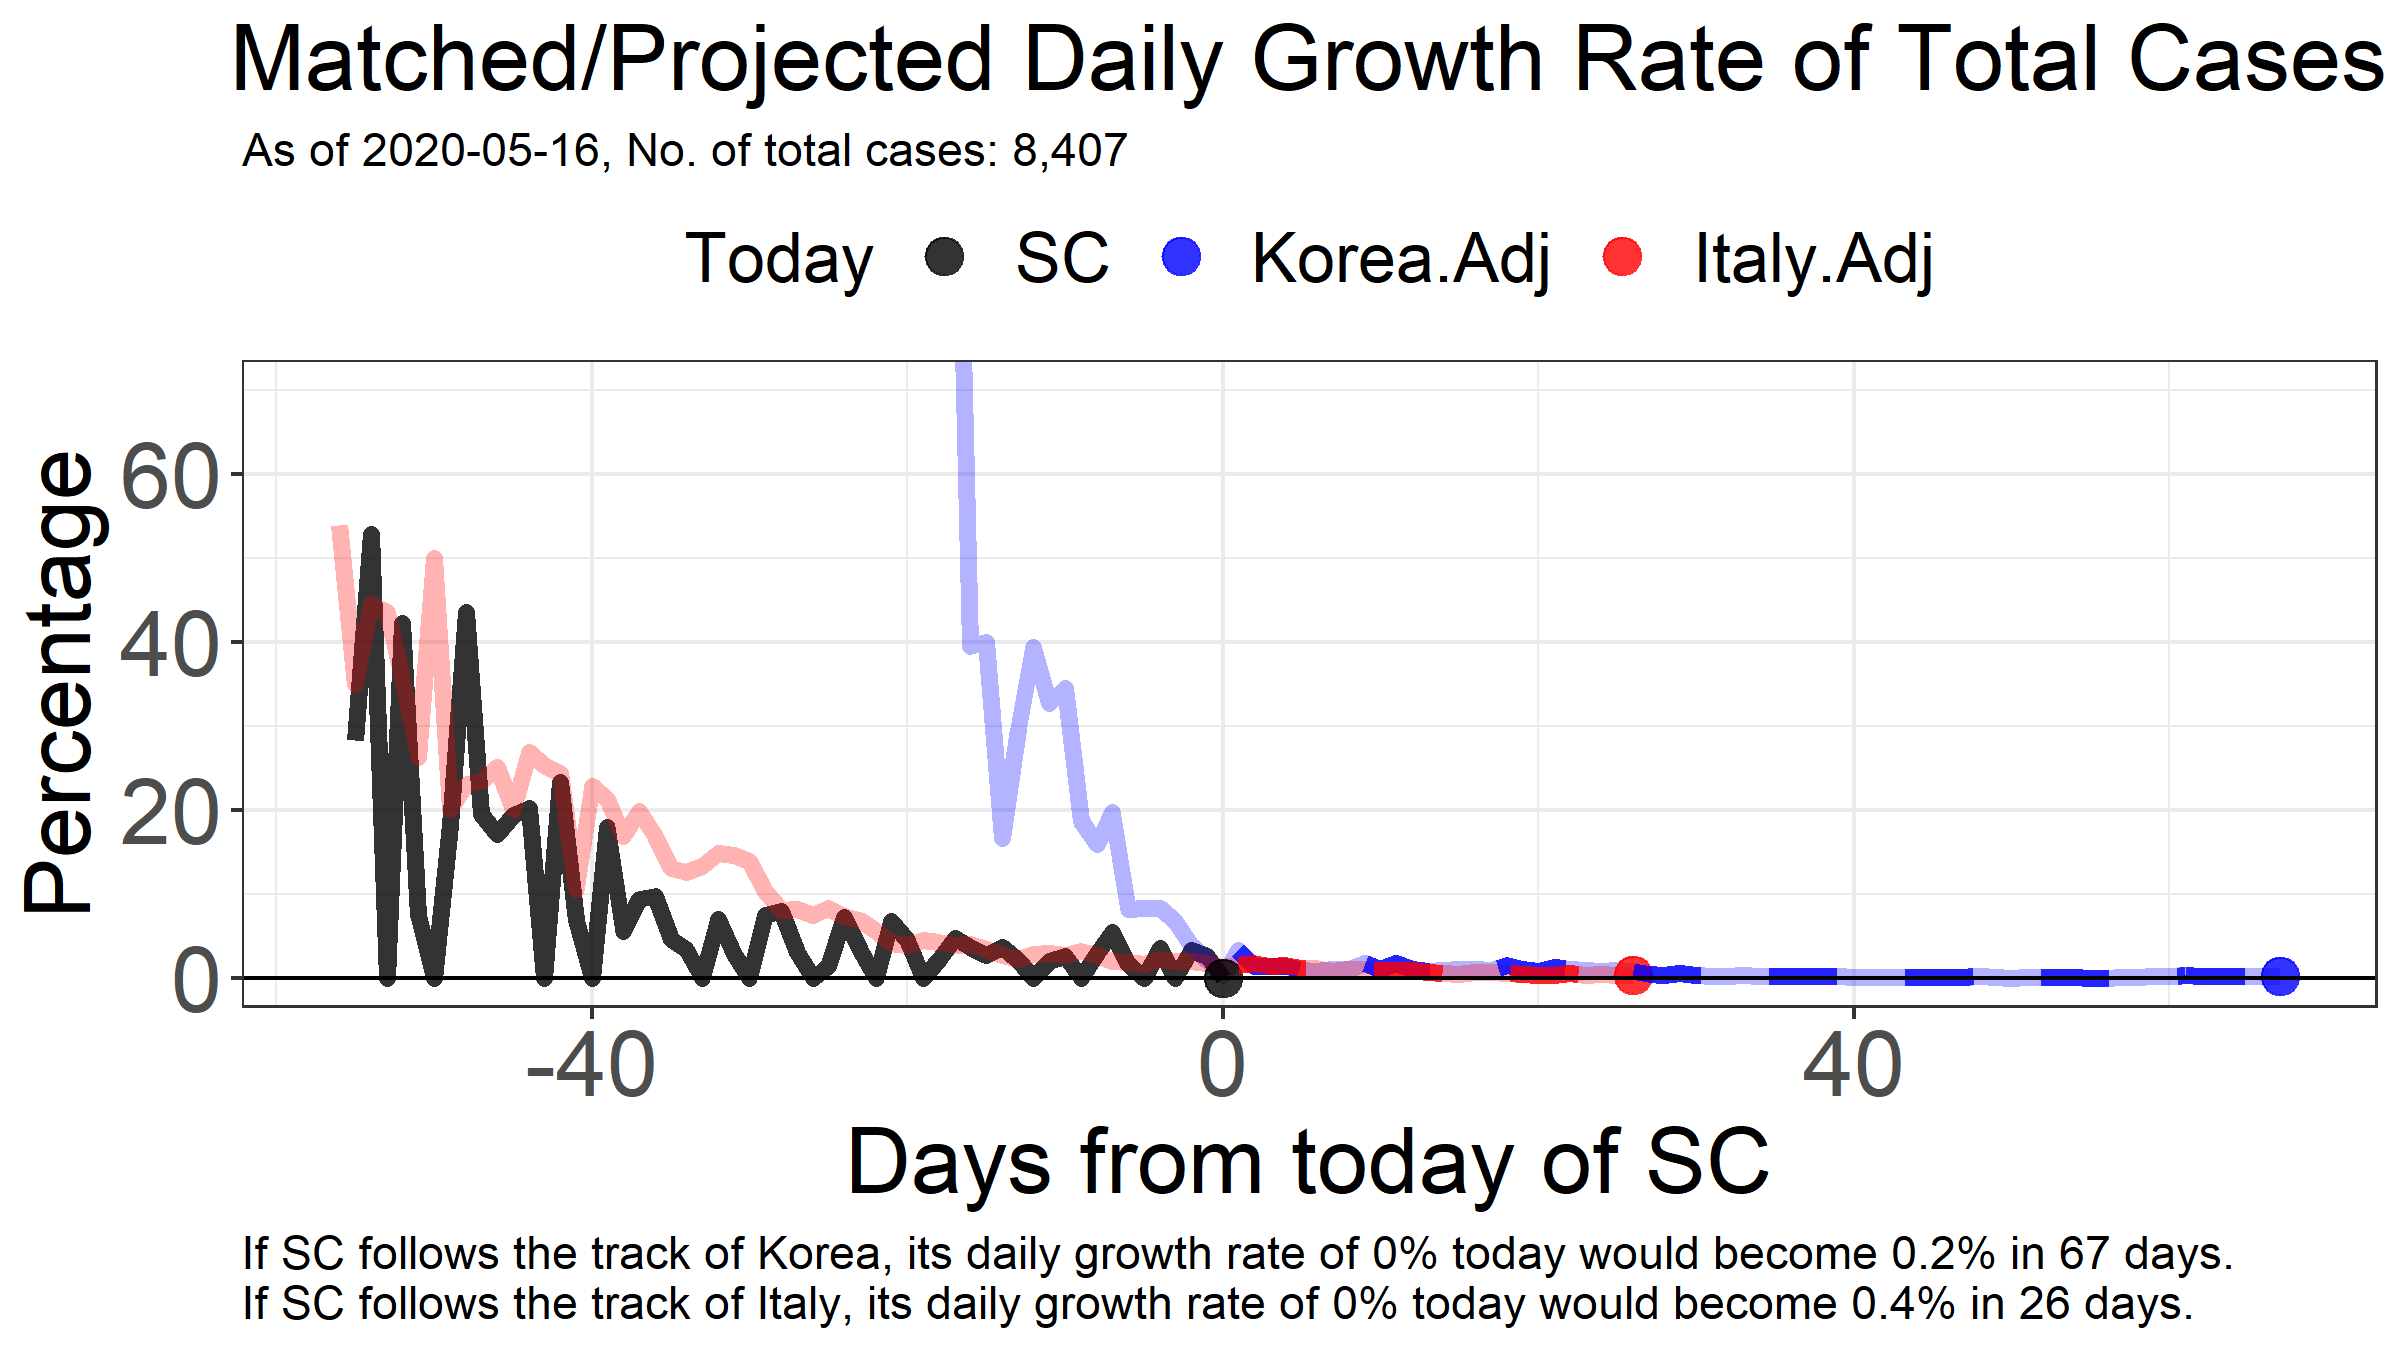 Matched/Projected Daily Growth Rate of Total Cases
As of 2020-05-16, No. of total cases: 8,407
Today SC Korea.Adj Italy.Adj
Percentage
60
40
20
0
-40 0 40
Days from today of SC
If SC follows the track of Korea, its daily growth rate of 0% today would become 0.2% in 67 days.
If SC follows the track of Italy, its daily growth rate of 0% today would become 0.4% in 26 days.